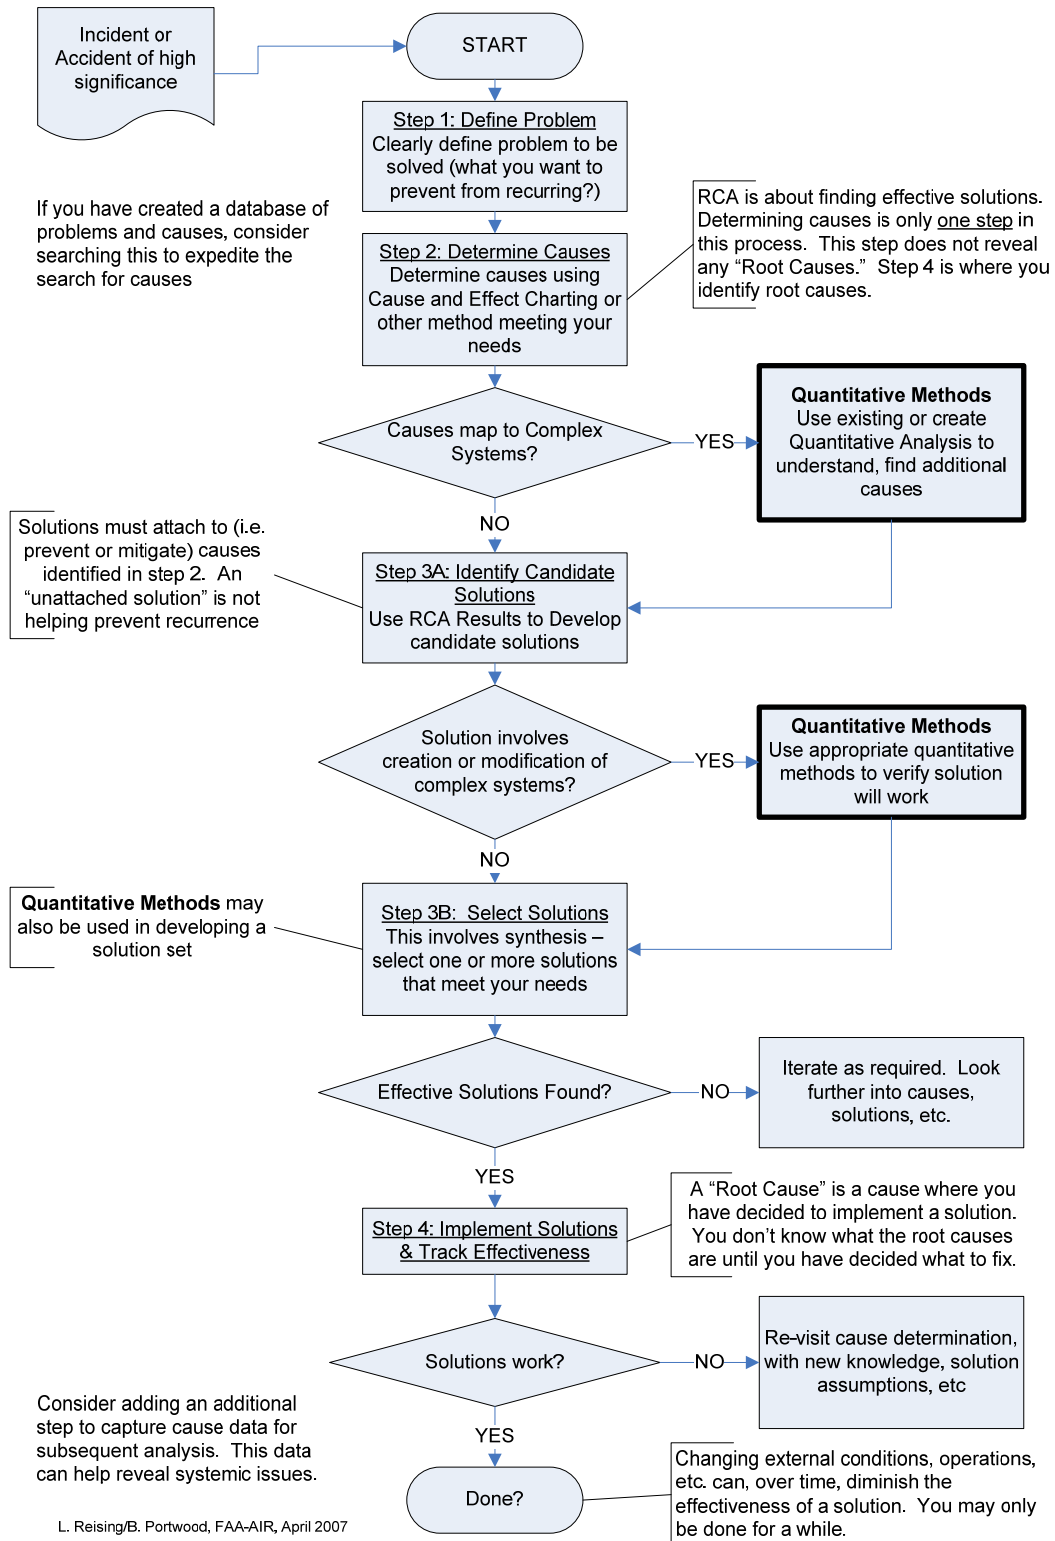 Incident or
Accident of high
significance
START
Step 1: Define Problem
Clearly define problem to be
solved (what you want to
prevent from recurring?)
If you have created a database of
problems and causes, consider
searching this to expedite the
search for causes
Step 2: Determine Causes
Determine causes using
Cause and Effect Charting or
other method meeting your
needs
RCA is about finding effective solutions.
Determining causes is only one step in
this process.  This step does not reveal
any “Root Causes.”  Step 4 is where you
identify root causes.
Causes map to Complex
Systems?
YES
Quantitative Methods
Use existing or create
Quantitative Analysis to
understand, find additional
causes
NO
Solutions must attach to (i.e.
prevent or mitigate) causes
identified in step 2.  An
“unattached solution” is not
helping prevent recurrence
Step 3A: Identify Candidate
Solutions
Use RCA Results to Develop
candidate solutions
Solution involves
creation or modification of
complex systems?
YES
Quantitative Methods
Use appropriate quantitative
methods to verify solution
will work
NO
Quantitative Methods may
also be used in developing a
solution set
Step 3B:  Select Solutions
This involves synthesis –
select one or more solutions
that meet your needs
Effective Solutions Found?
NO
Iterate as required.  Look
further into causes,
solutions, etc.
YES
Step 4: Implement Solutions
& Track Effectiveness
A “Root Cause” is a cause where you
have decided to implement a solution.
You don’t know what the root causes
are until you have decided what to fix.
Solutions work?
NO
Re-visit cause determination,
with new knowledge, solution
assumptions, etc
YES
Consider adding an additional
step to capture cause data for
subsequent analysis.  This data
can help reveal systemic issues.
Done?
Changing external conditions, operations,
etc. can, over time, diminish the
effectiveness of a solution.  You may only
be done for a while.
L. Reising/B. Portwood, FAA-AIR, April 2007